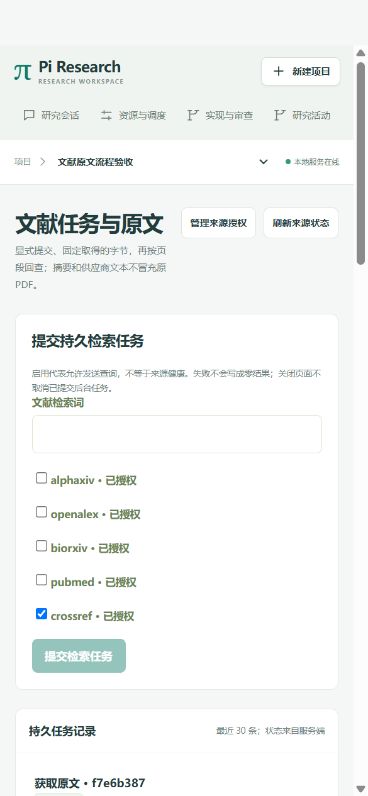 Pi Research
RESEARCH WORKSPACE
新建项目
研究会话
资源与调度
实现与审查
研究活动
项目
文献原文流程验收
本地服务在线
文献任务与原文
管理来源授权
刷新来源状态
显式提交、固定取得的字节，再按页
段回查；摘要和供应商文本不冒充原
PDF。
提交持久检索任务
启用代表允许发送查询，不等于来源健康。失败不会写成零结果；关闭页面不
取消已提交后台任务。
文献检索词
alphaxiv · 已授权
openalex · 已授权
biorxiv · 已授权
pubmed · 已授权
crossref · 已授权
提交检索任务
持久任务记录
最近 30 条；状态来自服务端
获取原文 · f7e6b387